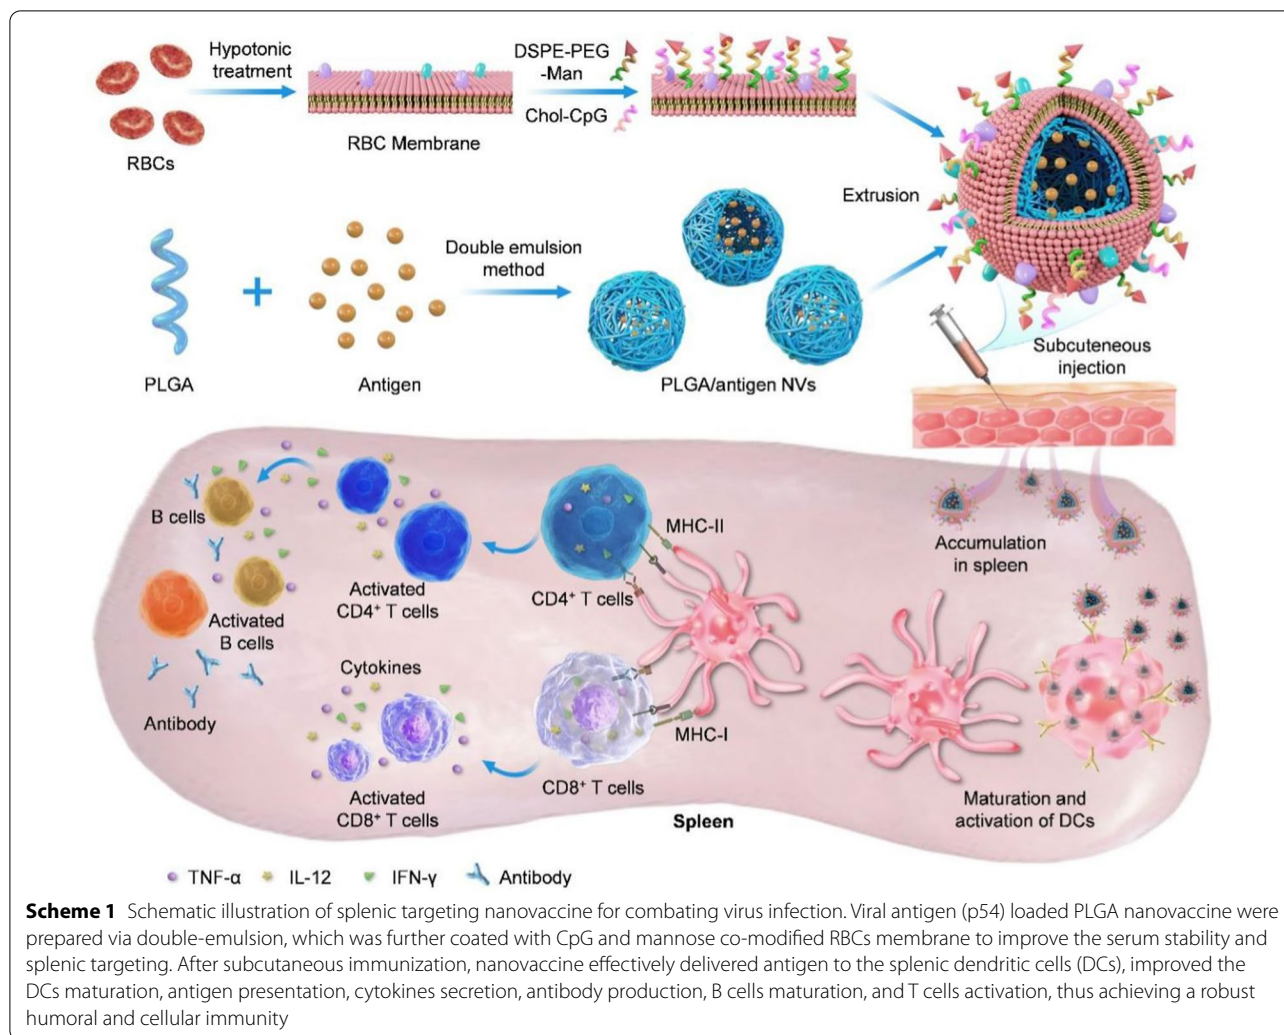 Hypotonic
treatment
DSPE-PEG
-Man
Chol-CpG
RBCs
RBC Membrane
Extrusion
Double emulsion
method
PLGA
+
Antigen
PLGA/antigen NVs
Subcuteneous
injection
B cells
Activated
B cells
Antibody
Activated
CD4⁺ T cells
CD4⁺ T cells
MHC-II
Accumulation
in spleen
Cytokines
Activated
CD8⁺ T cells
CD8⁺ T cells
MHC-I
Maturation and
activation of DCs
Spleen
TNF-α IL-12 IFN-γ Antibody
Scheme 1 Schematic illustration of splenic targeting nanovaccine for combating virus infection. Viral antigen (p54) loaded PLGA nanovaccine were
prepared via double-emulsion, which was further coated with CpG and mannose co-modified RBCs membrane to improve the serum stability and
splenic targeting. After subcutaneous immunization, nanovaccine effectively delivered antigen to the splenic dendritic cells (DCs), improved the
DCs maturation, antigen presentation, cytokines secretion, antibody production, B cells maturation, and T cells activation, thus achieving a robust
humoral and cellular immunity